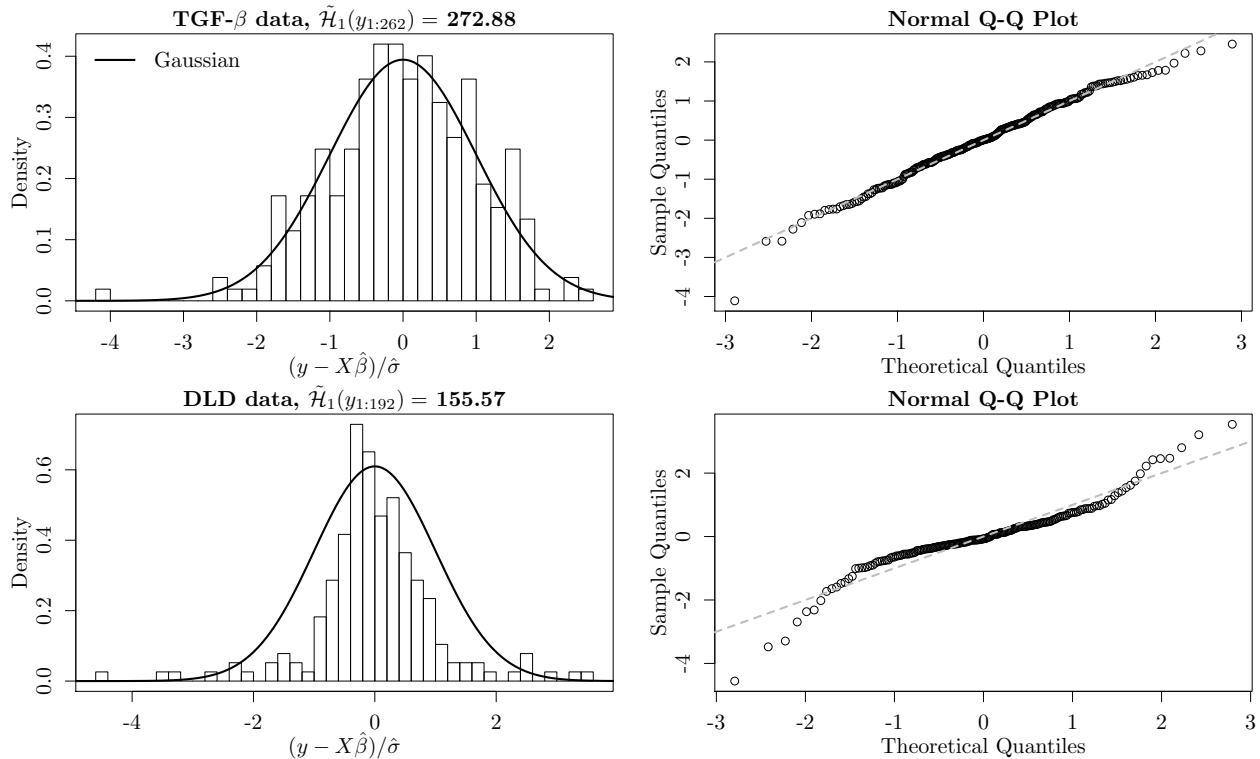 TGF-β data, H̃₁(y₁:₂₆₂) = 272.88
Gaussian
Density
0.0 0.1 0.2 0.3 0.4
-4 -3 -2 -1 0 1 2
(y − Xβ̂)/σ̂
Normal Q-Q Plot
Sample Quantiles
-4 -3 -2 -1 0 1 2
-3 -2 -1 0 1 2 3
Theoretical Quantiles
DLD data, H̃₁(y₁:₁₉₂) = 155.57
Density
0.0 0.2 0.4 0.6
-4 -2 0 2
(y − Xβ̂)/σ̂
Normal Q-Q Plot
Sample Quantiles
-4 -2 0 2
-3 -2 -1 0 1 2 3
Theoretical Quantiles